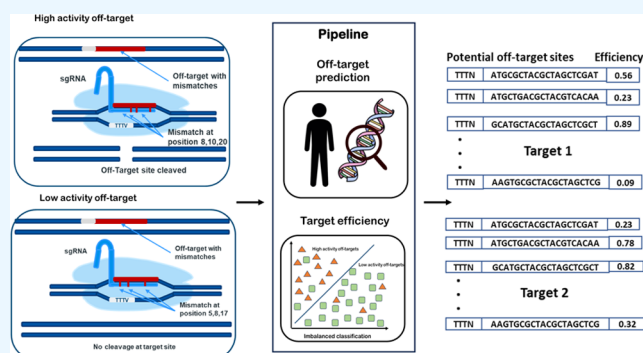 High activity off-target
sgRNA
Off-target with
mismatches
TTTV
Mismatch at
position 8,10,20
Off-Target site cleaved
Low activity off-target
sgRNA
Off-target with
mismatches
TTTV
Mismatch at
position 5,8,17
No cleavage at target site
Pipeline
Off-target
prediction
Target efficiency
High activity off-targets
Low activity off-targets
Imbalanced classification
Potential off-target sites Efficiency
TTTN ATGCGCTACGCTAGCTCGAT 0.56
TTTN ATGCTGACGCTACGTCACAA 0.23
TTTN GCATGCTACGCTAGCTCGCT 0.89
Target 1
TTTN AAGTGCGCTACGCTAGCTCG 0.09
TTTN ATGCGCTACGCTAGCTCGAT 0.23
TTTN ATGCTGACGCTACGTCACAA 0.78
TTTN GCATGCTACGCTAGCTCGCT 0.82
Target 2
TTTN AAGTGCGCTACGCTAGCTCG 0.32